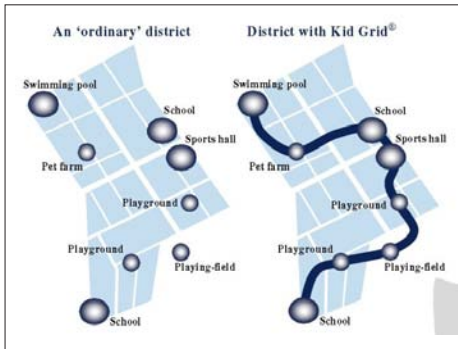 An ‘ordinary’ district
Swimming pool
School
Sports hall
Pet farm
Playground
Playground
Playing-field
School
District with Kid Grid®
Swimming pool
School
Sports hall
Pet farm
Playground
Playground
Playing-field
School